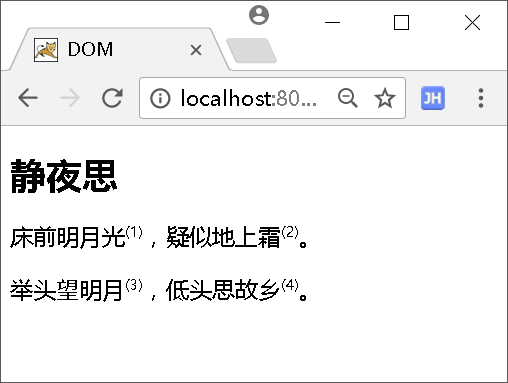 DOM
localhost:80...
JH
静夜思
床前明月光(1)，疑似地上霜(2)。
举头望明月(3)，低头思故乡(4)。